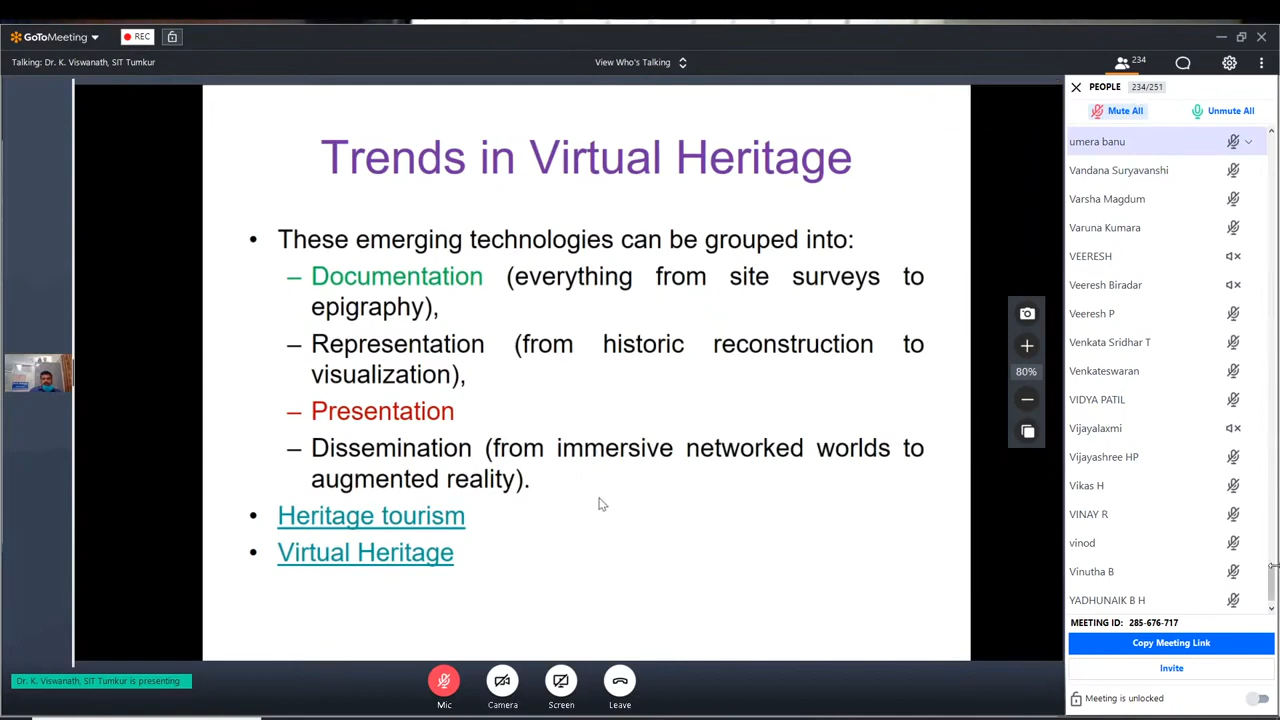 GoToMeeting
REC
Talking: Dr. K. Viswanath, SIT Tumkur
View Who's Talking
234
Trends in Virtual Heritage
• These emerging technologies can be grouped into:
– Documentation (everything from site surveys to
epigraphy),
– Representation (from historic reconstruction to
visualization),
– Presentation
– Dissemination (from immersive networked worlds to
augmented reality).
• Heritage tourism
• Virtual Heritage
80%
PEOPLE 234/251
Mute All Unmute All
umera banu
Vandana Suryavanshi
Varsha Magdum
Varuna Kumara
VEERESH
Veeresh Biradar
Veeresh P
Venkata Sridhar T
Venkateswaran
VIDYA PATIL
Vijayalaxmi
Vijayashree HP
Vikas H
VINAY R
vinod
Vinutha B
YADHUNAIK B H
MEETING ID: 285-676-717
Copy Meeting Link
Invite
Meeting is unlocked
Dr. K. Viswanath, SIT Tumkur is presenting
Mic Camera Screen Leave